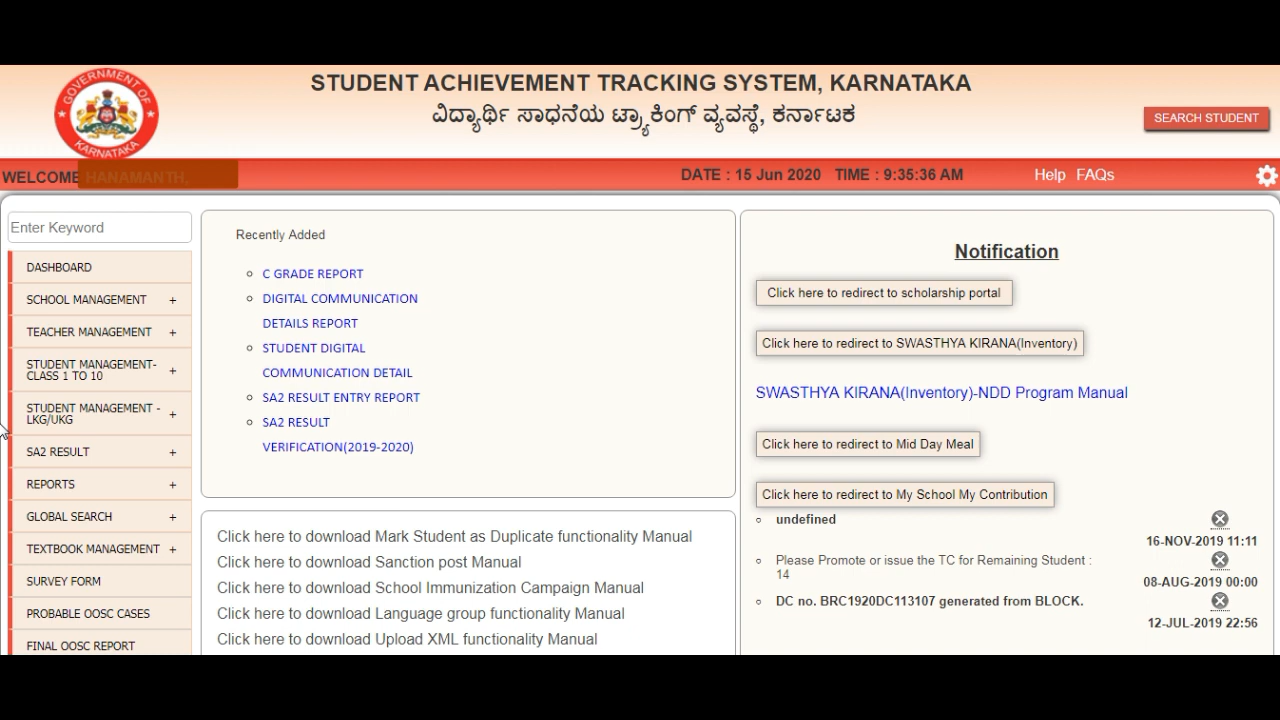 GOVERNMENT OF
KARNATAKA
STUDENT ACHIEVEMENT TRACKING SYSTEM, KARNATAKA
ವಿದ್ಯಾರ್ಥಿ ಸಾಧನೆಯ ಟ್ರ್ಯಾಕಿಂಗ್ ವ್ಯವಸ್ಥೆ, ಕರ್ನಾಟಕ
SEARCH STUDENT
WELCOME HANAMANTH,
DATE : 15 Jun 2020 TIME : 9:35:36 AM
Help FAQs
Enter Keyword
DASHBOARD
SCHOOL MANAGEMENT +
TEACHER MANAGEMENT +
STUDENT MANAGEMENT-
CLASS 1 TO 10 +
STUDENT MANAGEMENT -
LKG/UKG +
SA2 RESULT +
REPORTS +
GLOBAL SEARCH +
TEXTBOOK MANAGEMENT +
SURVEY FORM
PROBABLE OOSC CASES
FINAL OOSC REPORT
Recently Added
C GRADE REPORT
DIGITAL COMMUNICATION
DETAILS REPORT
STUDENT DIGITAL
COMMUNICATION DETAIL
SA2 RESULT ENTRY REPORT
SA2 RESULT
VERIFICATION(2019-2020)
Click here to download Mark Student as Duplicate functionality Manual
Click here to download Sanction post Manual
Click here to download School Immunization Campaign Manual
Click here to download Language group functionality Manual
Click here to download Upload XML functionality Manual
Notification
Click here to redirect to scholarship portal
Click here to redirect to SWASTHYA KIRANA(Inventory)
SWASTHYA KIRANA(Inventory)-NDD Program Manual
Click here to redirect to Mid Day Meal
Click here to redirect to My School My Contribution
undefined
16-NOV-2019 11:11
Please Promote or issue the TC for Remaining Student :
14
08-AUG-2019 00:00
DC no. BRC1920DC113107 generated from BLOCK.
12-JUL-2019 22:56